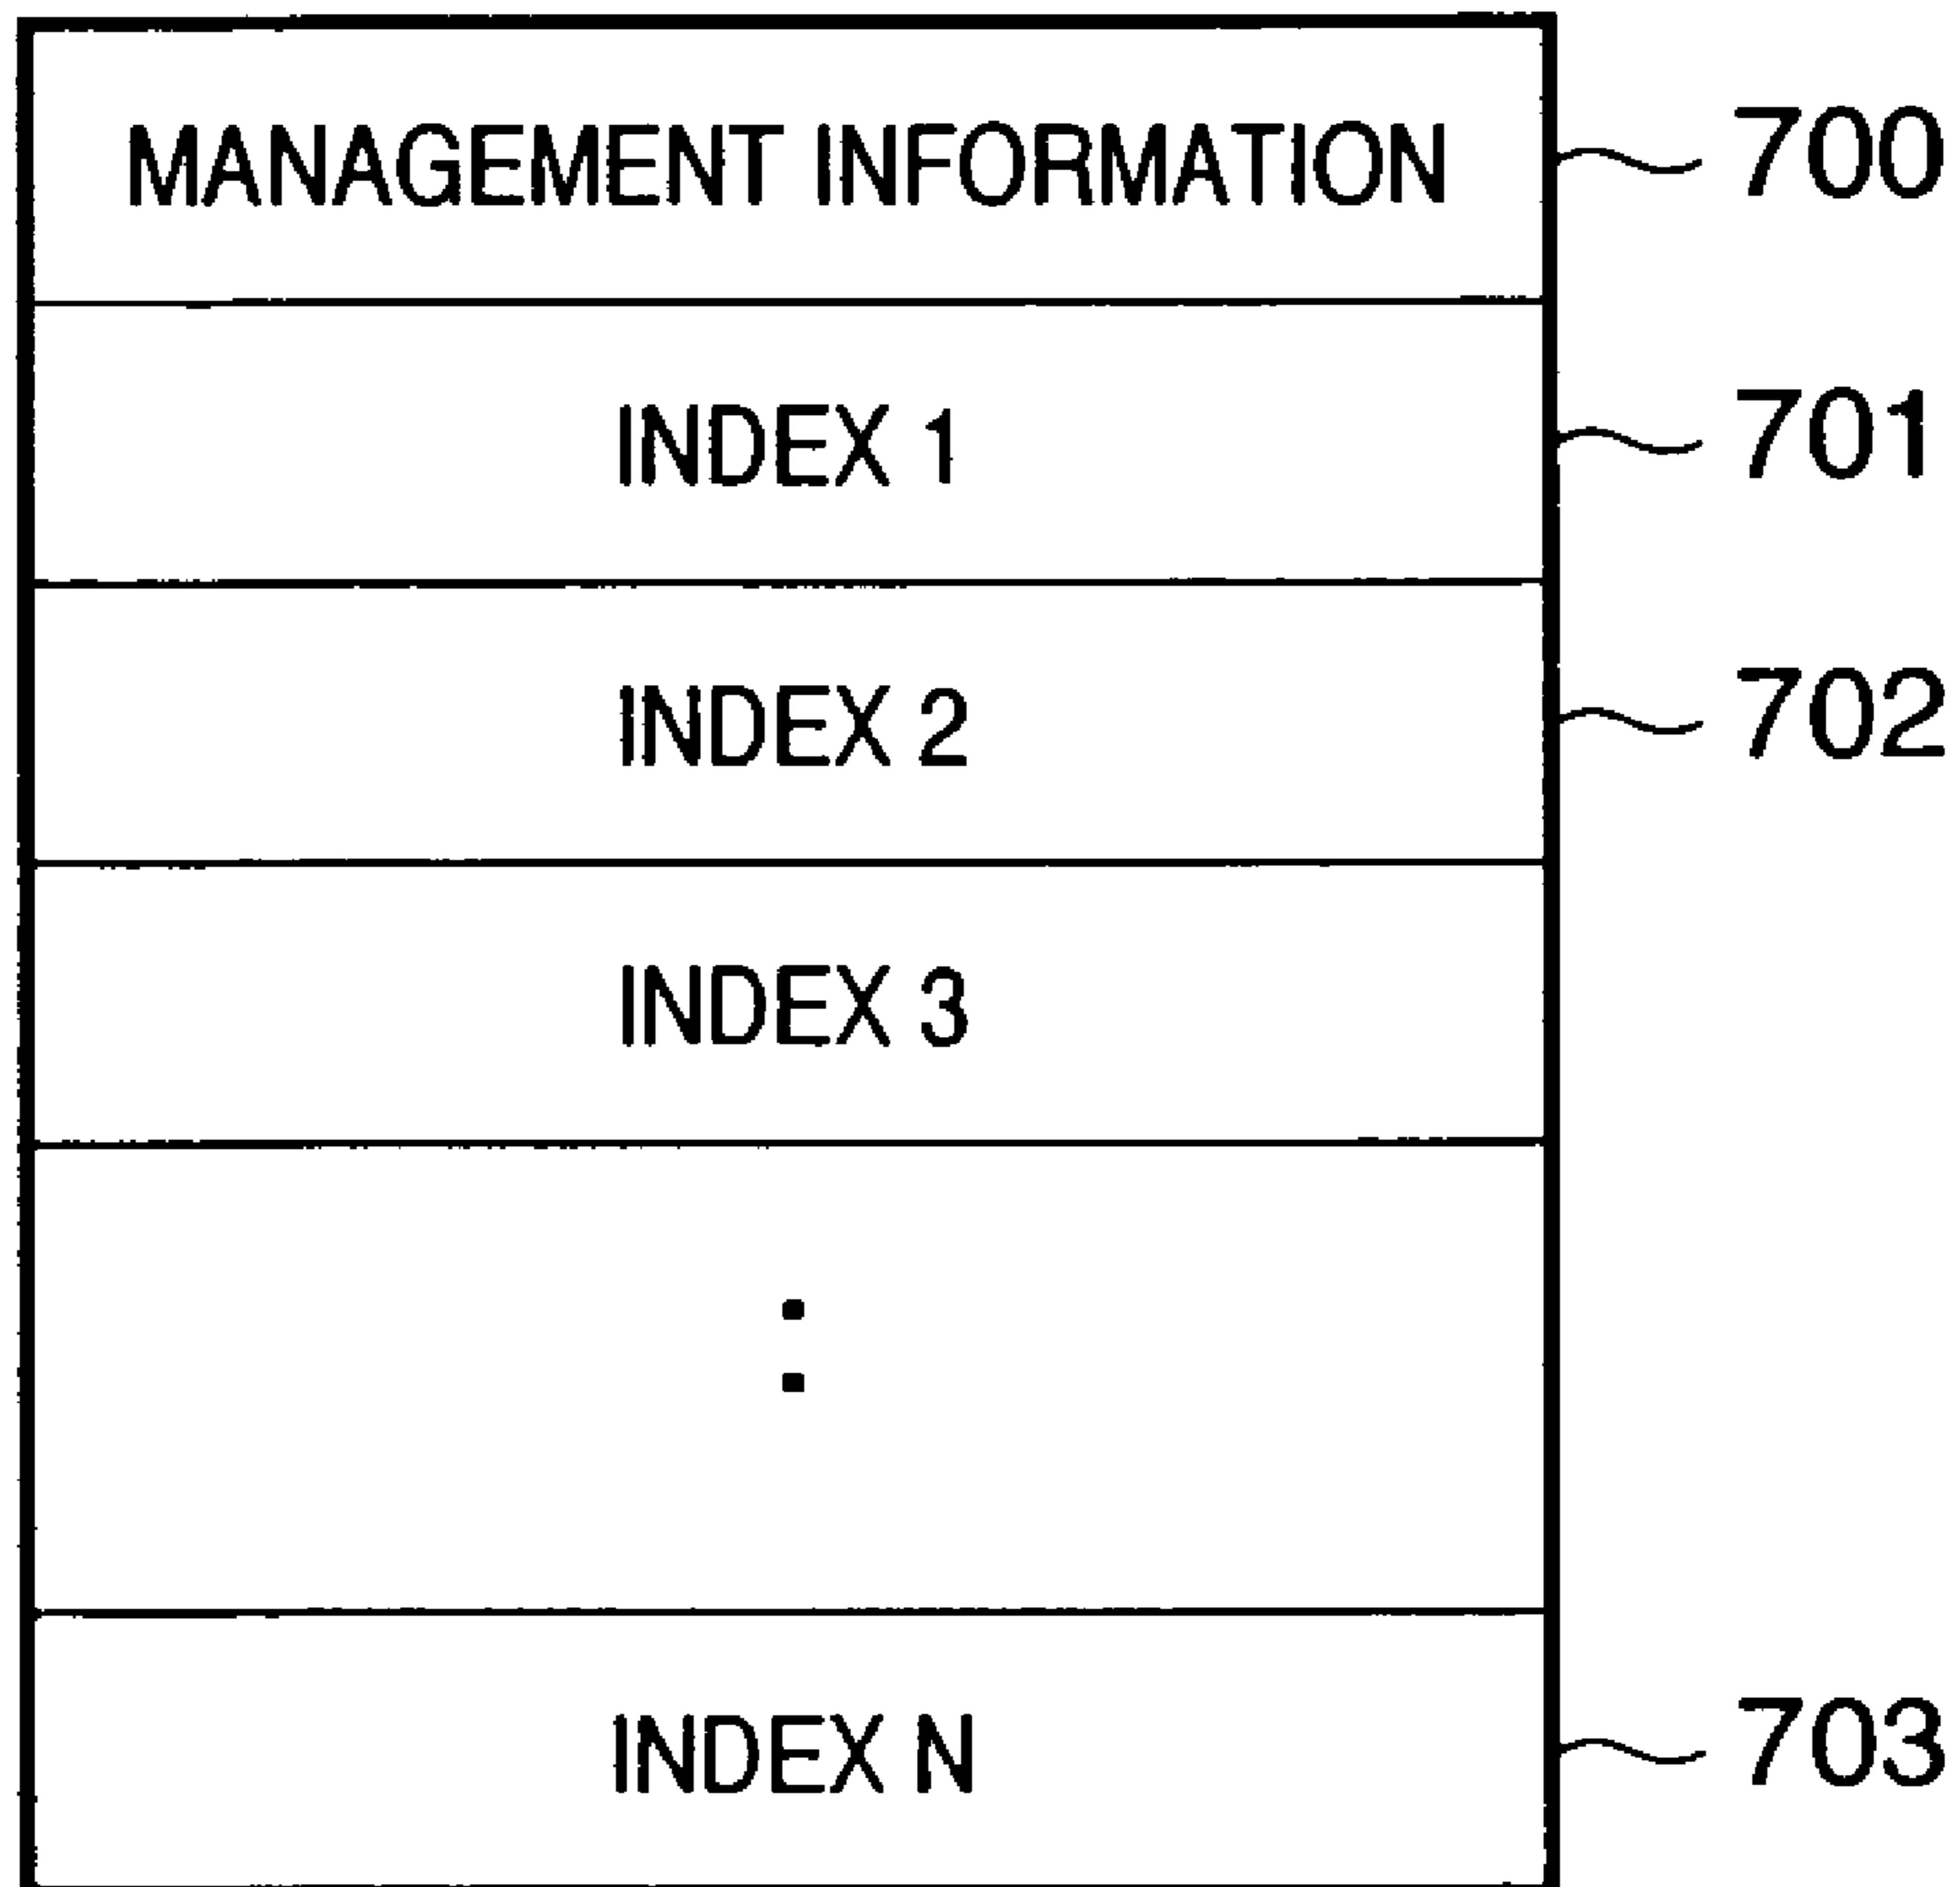 MANAGEMENT INFORMATION 700
INDEX 1 701
INDEX 2 702
INDEX 3
:
INDEX N 703